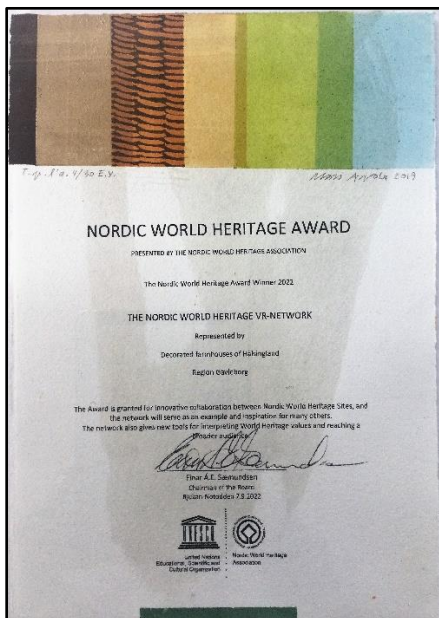 T.p. l'a. 4/30 E.V.
2019
NORDIC WORLD HERITAGE AWARD
PRESENTED BY THE NORDIC WORLD HERITAGE ASSOCIATION
The Nordic World Heritage Award Winner 2022
THE NORDIC WORLD HERITAGE VR-NETWORK
Represented by
Decorated farmhouses of Hälsingland
Region Gävleborg
The Award is granted for innovative collaboration between Nordic World Heritage Sites, and
the network will serve as an example and inspiration for many others.
The network also gives new tools for interpreting World Heritage values and reaching a
broader audience.
Einar Á.E. Sæmundsen
Chairman of the Board
Rjukan-Notodden 7.9.2022
United Nations
Educational, Scientific and
Cultural Organization
Nordic World Heritage
Association